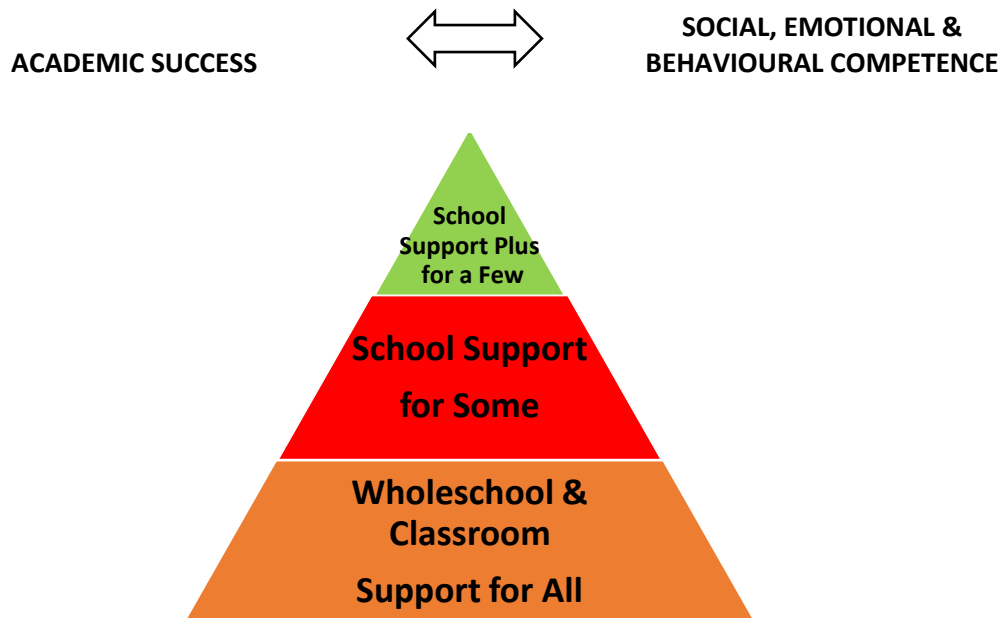 ACADEMIC SUCCESS
SOCIAL, EMOTIONAL &
BEHAVIOURAL COMPETENCE
School
Support Plus
for a Few
School Support
for Some
Wholeschool &
Classroom
Support for All